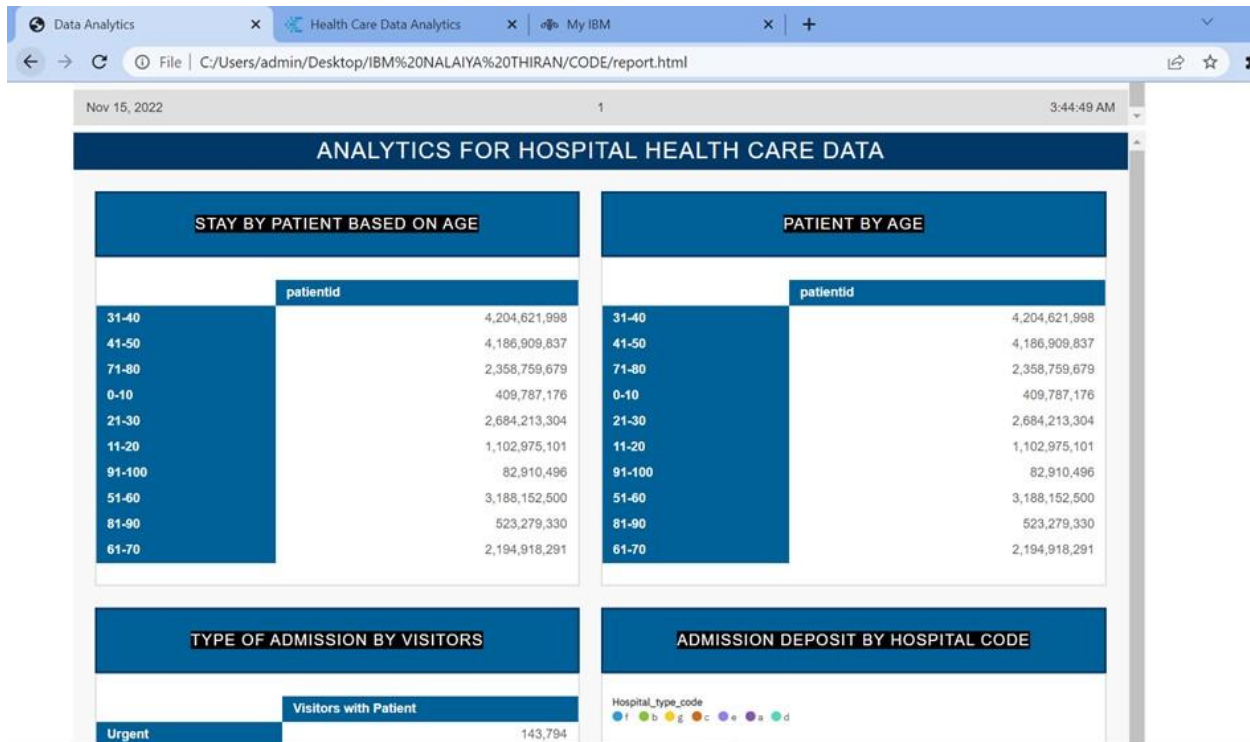 Data Analytics
Health Care Data Analytics
My IBM
File | C:/Users/admin/Desktop/IBM%20NALAIYA%20THIRAN/CODE/report.html
Nov 15, 2022 1 3:44:49 AM
ANALYTICS FOR HOSPITAL HEALTH CARE DATA
STAY BY PATIENT BASED ON AGE
patientid
31-40 4,204,621,998
41-50 4,186,909,837
71-80 2,358,759,679
0-10 409,787,176
21-30 2,684,213,304
11-20 1,102,975,101
91-100 82,910,496
51-60 3,188,152,500
81-90 523,279,330
61-70 2,194,918,291
PATIENT BY AGE
patientid
31-40 4,204,621,998
41-50 4,186,909,837
71-80 2,358,759,679
0-10 409,787,176
21-30 2,684,213,304
11-20 1,102,975,101
91-100 82,910,496
51-60 3,188,152,500
81-90 523,279,330
61-70 2,194,918,291
TYPE OF ADMISSION BY VISITORS
Visitors with Patient
Urgent 143,794
ADMISSION DEPOSIT BY HOSPITAL CODE
Hospital_type_code
f b g c e a d